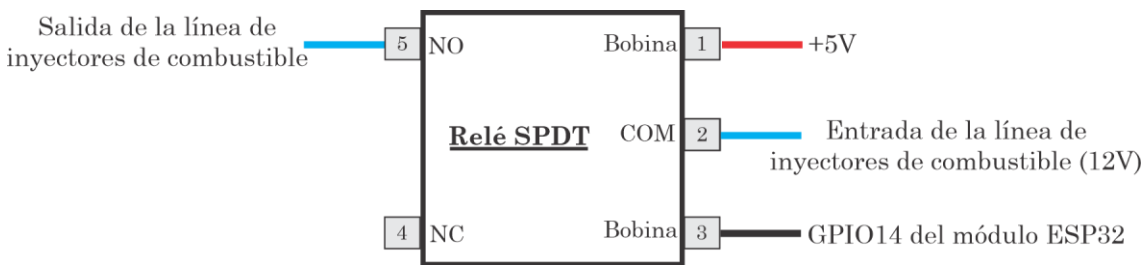 Salida de la línea de
inyectores de combustible
5
NO
Bobina
1
+5V
Relé SPDT
COM
2
Entrada de la línea de
inyectores de combustible (12V)
4
NC
Bobina
3
GPIO14 del módulo ESP32